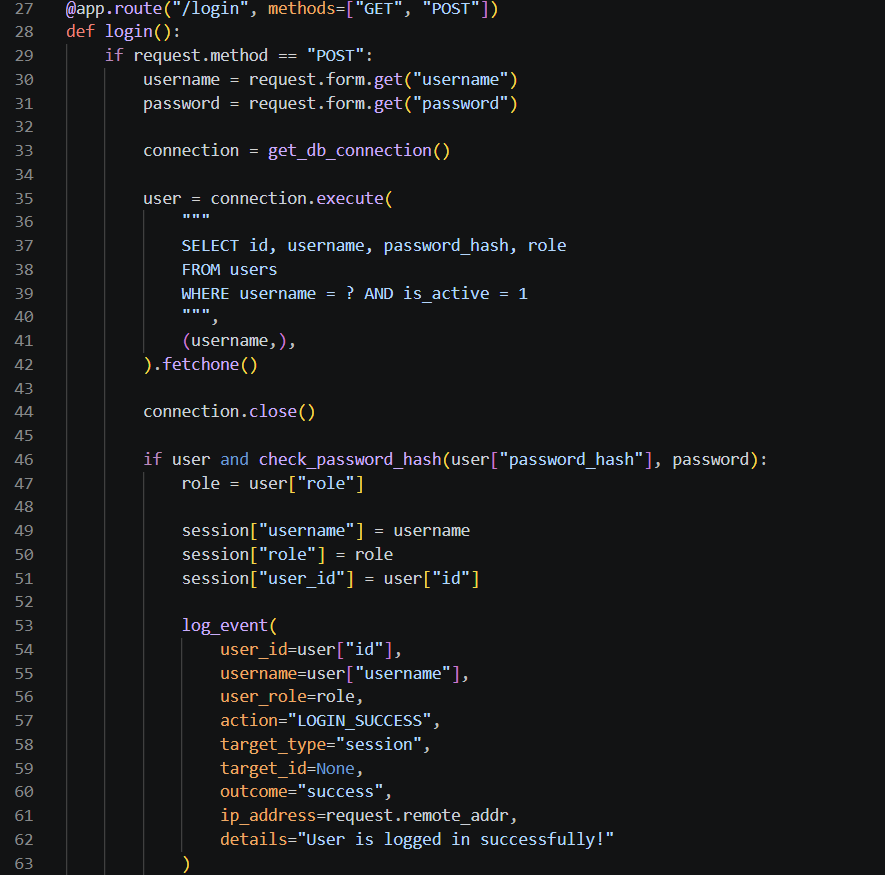 27 @app.route("/login", methods=["GET", "POST"])
28 def login():
29     if request.method == "POST":
30         username = request.form.get("username")
31         password = request.form.get("password")
32
33         connection = get_db_connection()
34
35         user = connection.execute(
36             """
37             SELECT id, username, password_hash, role
38             FROM users
39             WHERE username = ? AND is_active = 1
40             """,
41             (username,),
42         ).fetchone()
43
44         connection.close()
45
46         if user and check_password_hash(user["password_hash"], password):
47             role = user["role"]
48
49             session["username"] = username
50             session["role"] = role
51             session["user_id"] = user["id"]
52
53             log_event(
54                 user_id=user["id"],
55                 username=user["username"],
56                 user_role=role,
57                 action="LOGIN_SUCCESS",
58                 target_type="session",
59                 target_id=None,
60                 outcome="success",
61                 ip_address=request.remote_addr,
62                 details="User is logged in successfully!"
63             )